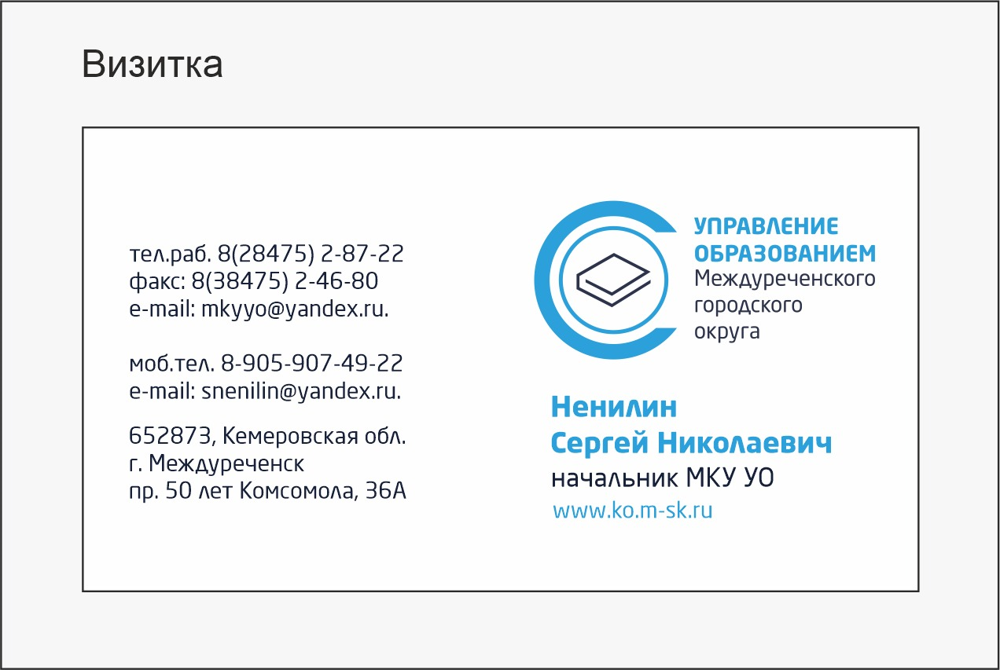 Визитка
тел.раб. 8(28475) 2-87-22
факс: 8(38475) 2-46-80
e-mail: mkyyo@yandex.ru.
моб.тел. 8-905-907-49-22
e-mail: snenilin@yandex.ru.
652873, Кемеровская обл.
г. Междуреченск
пр. 50 лет Комсомола, 36А
УПРАВЛЕНИЕ
ОБРАЗОВАНИЕМ
Междуреченского
городского
округа
Ненилин
Сергей Николаевич
начальник МКУ УО
www.ko.m-sk.ru